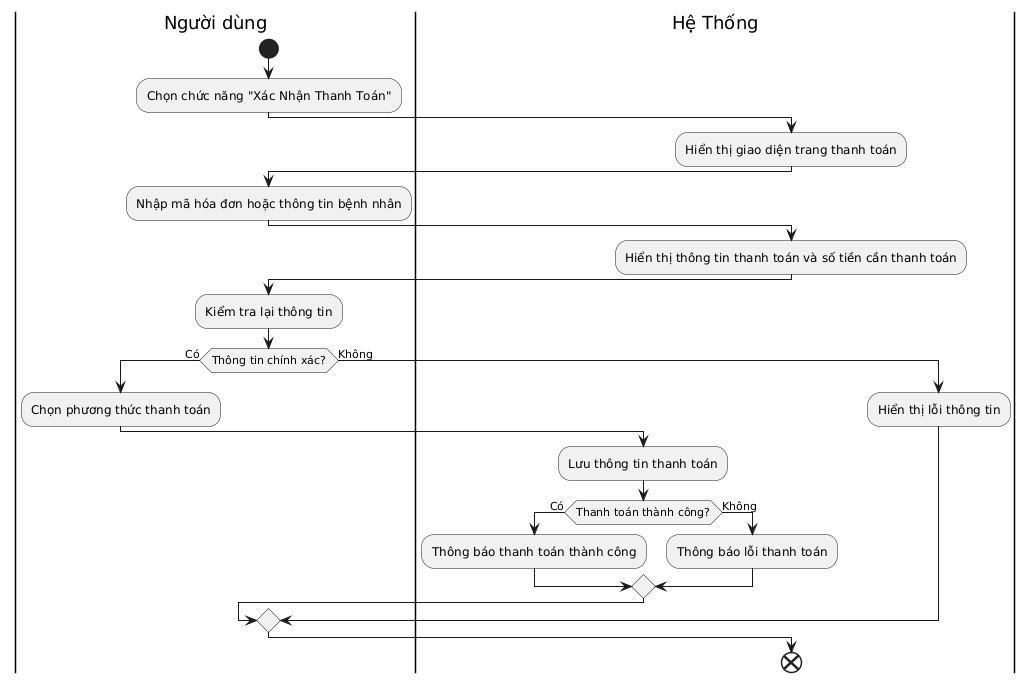 Người dùng
Hệ Thống
Chọn chức năng "Xác Nhận Thanh Toán"
Hiển thị giao diện trang thanh toán
Nhập mã hóa đơn hoặc thông tin bệnh nhân
Hiển thị thông tin thanh toán và số tiền cần thanh toán
Kiểm tra lại thông tin
Có
Thông tin chính xác?
Không
Chọn phương thức thanh toán
Hiển thị lỗi thông tin
Lưu thông tin thanh toán
Có
Thanh toán thành công?
Không
Thông báo thanh toán thành công
Thông báo lỗi thanh toán